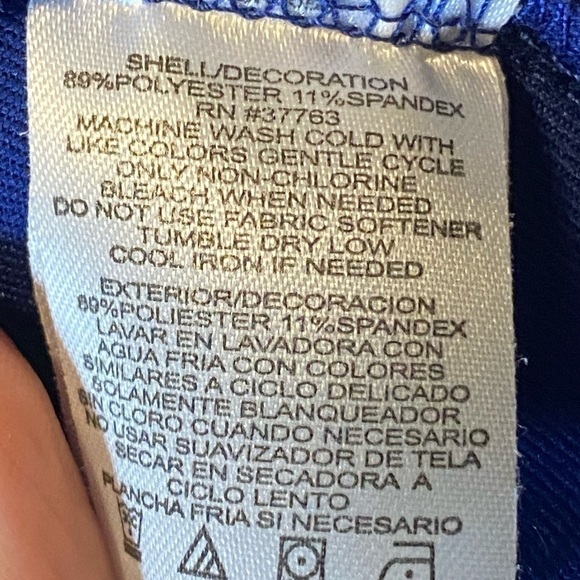 SHELL/DECORATION
89%POLYESTER 11%SPANDEX
RN #37763
MACHINE WASH COLD WITH
LIKE COLORS GENTLE CYCLE
ONLY NON-CHLORINE
BLEACH WHEN NEEDED
DO NOT USE FABRIC SOFTENER
TUMBLE DRY LOW
COOL IRON IF NEEDED
EXTERIOR/DECORACION
89%POLIESTER 11%SPANDEX
LAVAR EN LAVADORA CON
AGUA FRIA CON COLORES
SIMILARES A CICLO DELICADO
SOLAMENTE BLANQUEADOR
SIN CLORO CUANDO NECESARIO
NO USAR SUAVIZADOR DE TELA
SECAR EN SECADORA A
CICLO LENTO
PLANCHA FRIA SI NECESARIO